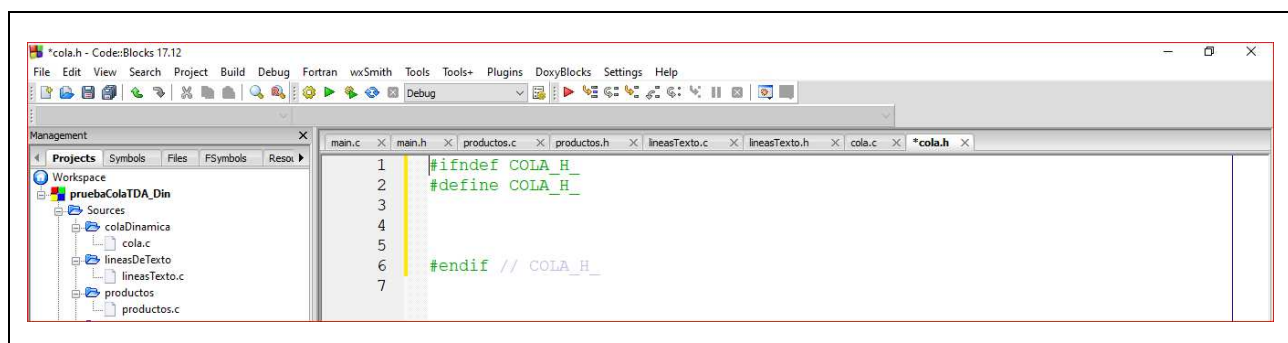 *cola.h - Code::Blocks 17.12
File Edit View Search Project Build Debug Fortran wxSmith Tools Tools+ Plugins DoxyBlocks Settings Help
Debug
Management
Projects Symbols Files FSymbols Resou
main.c main.h productos.c productos.h lineasTexto.c lineasTexto.h cola.c *cola.h
Workspace
pruebaColaTDA_Din
Sources
colaDinamica
cola.c
lineasDeTexto
lineasTexto.c
productos
productos.c
1 #ifndef COLA_H_
2 #define COLA_H_
3
4
5
6 #endif // COLA_H_
7